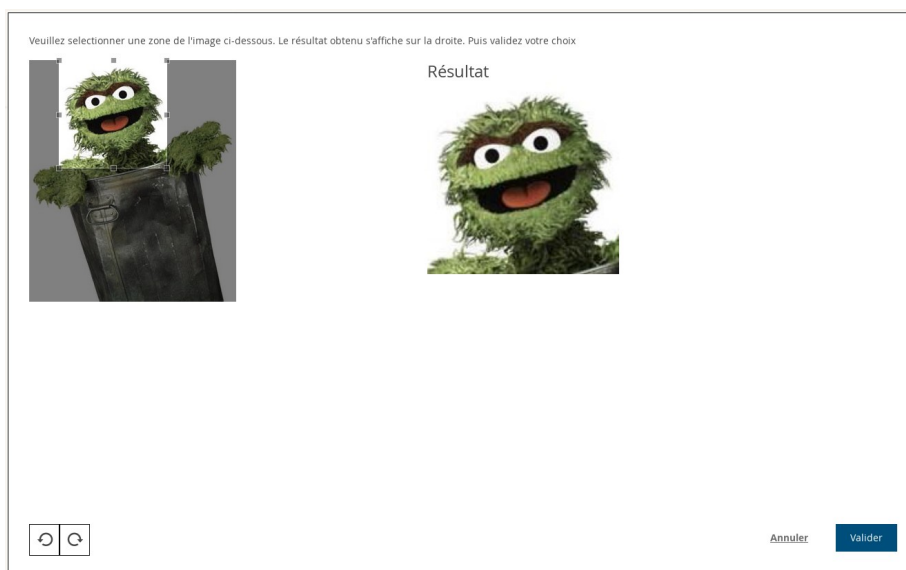 Veuillez selectionner une zone de l'image ci-dessous. Le résultat obtenu s'affiche sur la droite. Puis validez votre choix
Résultat
Annuler
Valider